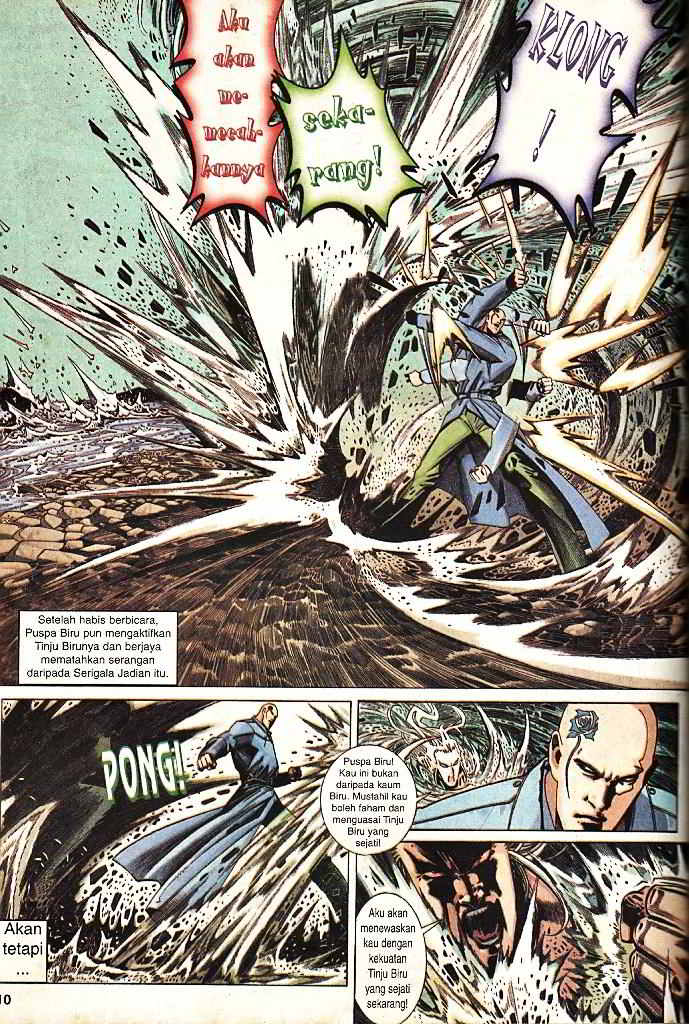 Aku
akan
me-
mecah-
kannya
seka-
rang!
KLONG
!
Setelah habis berbicara,
Puspa Biru pun mengaktifkan
Tinju Birunya dan berjaya
mematahkan serangan
daripada Serigala Jadian itu.
PONG!
Akan
tetapi
...
Puspa Biru!
Kau ini bukan
daripada kaum
Biru. Mustahil kau
boleh faham dan
menguasai Tinju
Biru yang
sejati!
Aku akan
menewaskan
kau dengan
kekuatan
Tinju Biru
yang sejati
sekarang!
10